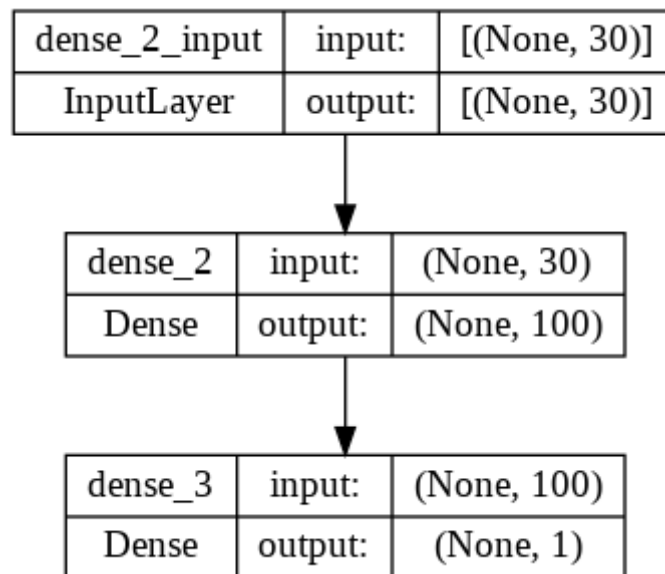 dense_2_input input: [(None, 30)]
InputLayer output: [(None, 30)]
dense_2 input: (None, 30)
Dense output: (None, 100)
dense_3 input: (None, 100)
Dense output: (None, 1)